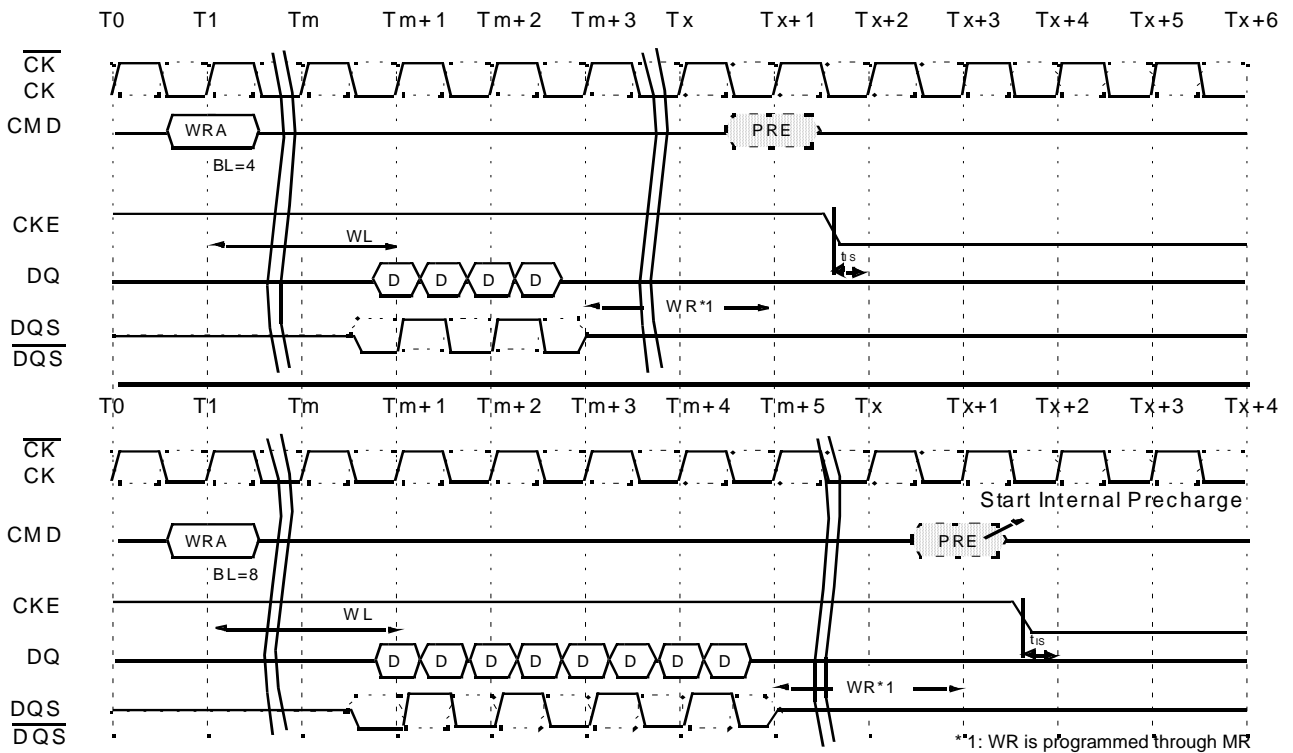 T0 T1 Tm Tm+1 Tm+2 Tm+3 Tx Tx+1 Tx+2 Tx+3 Tx+4 Tx+5 Tx+6
CK
CK
CMD WRA PRE
BL=4
CKE
WL
tIS
DQ D D D D
WR*1
DQS
DQS
T0 T1 Tm Tm+1 Tm+2 Tm+3 Tm+4 Tm+5 Tx Tx+1 Tx+2 Tx+3 Tx+4
CK
CK
Start Internal Precharge
CMD WRA PRE
BL=8
CKE
WL
tIS
DQ D D D D D D D D
WR*1
DQS
DQS
*1: WR is programmed through MR